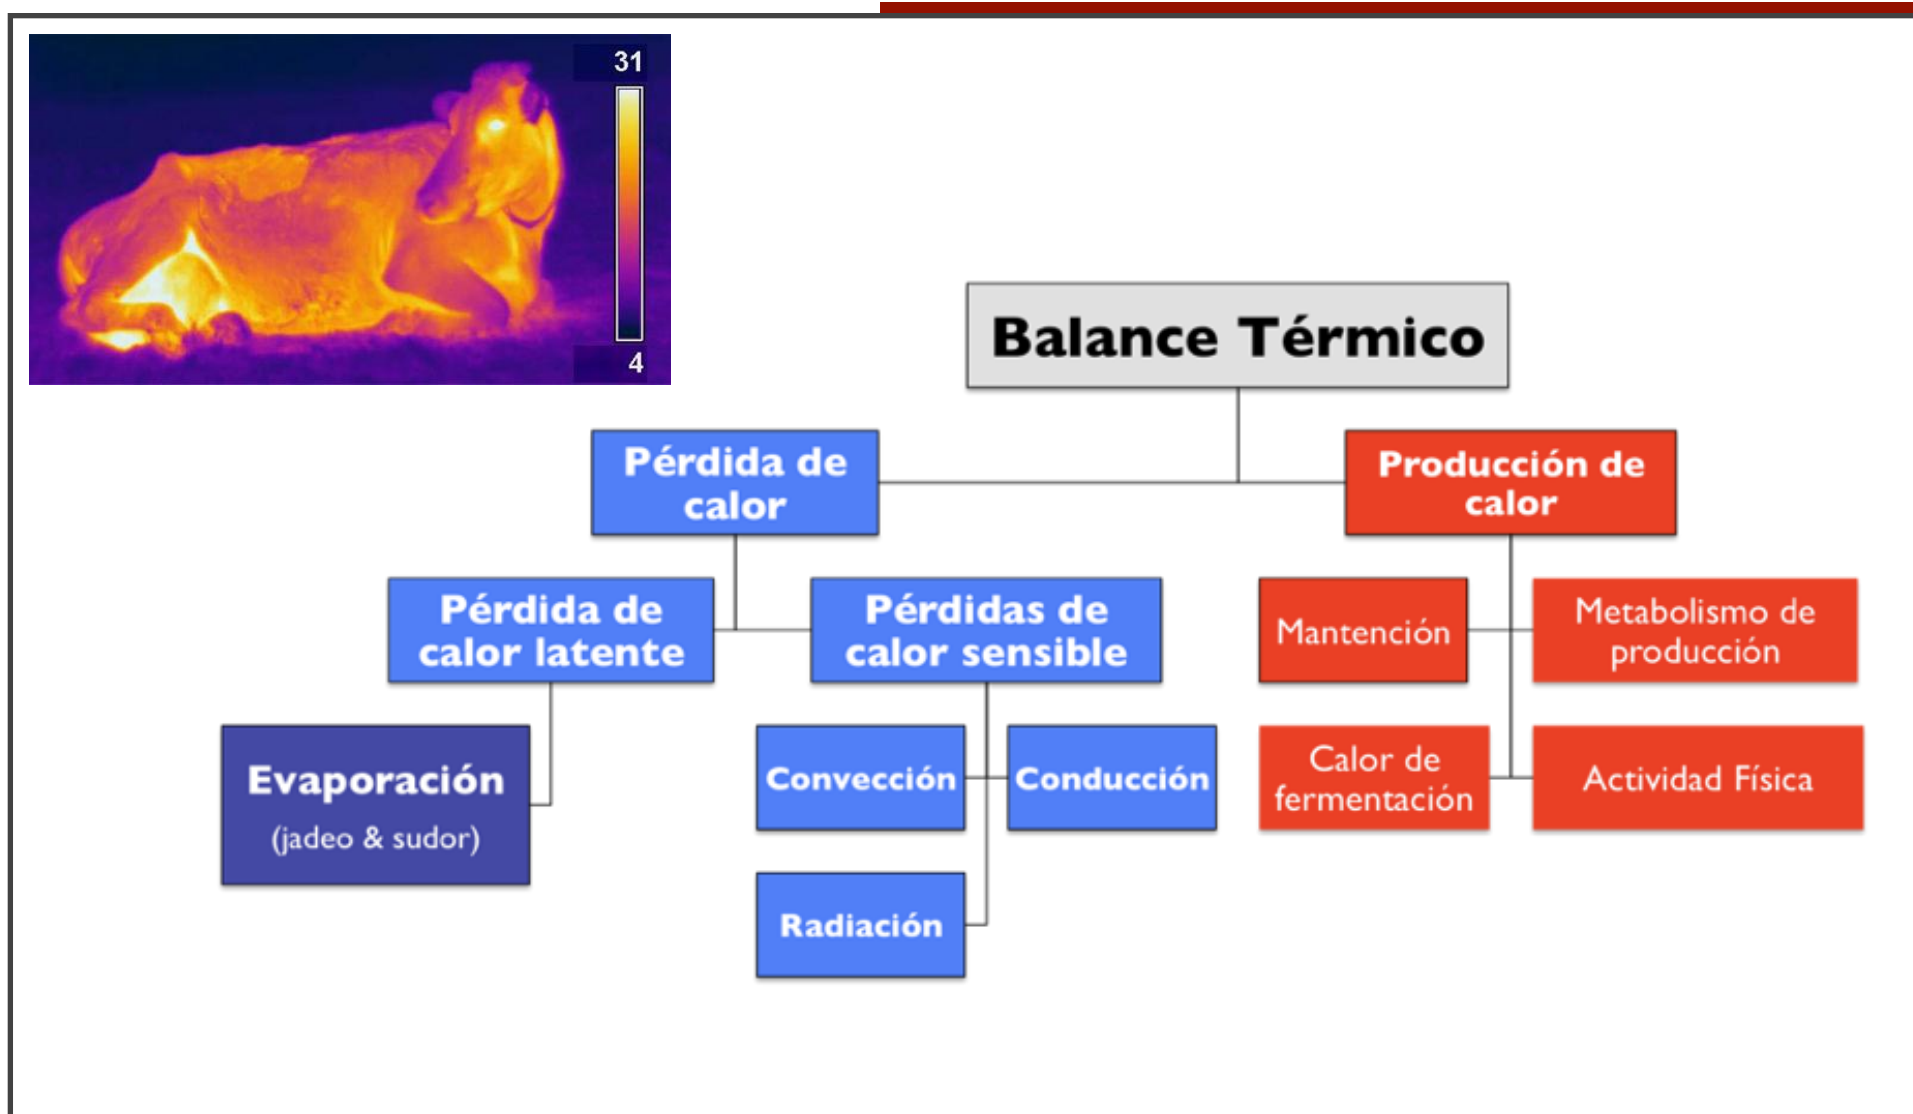 31
4
Balance Térmico
Pérdida de
calor
Producción de
calor
Pérdida de
calor latente
Pérdidas de
calor sensible
Mantención
Metabolismo de
producción
Evaporación
(jadeo & sudor)
Convección
Conducción
Calor de
fermentación
Actividad Física
Radiación